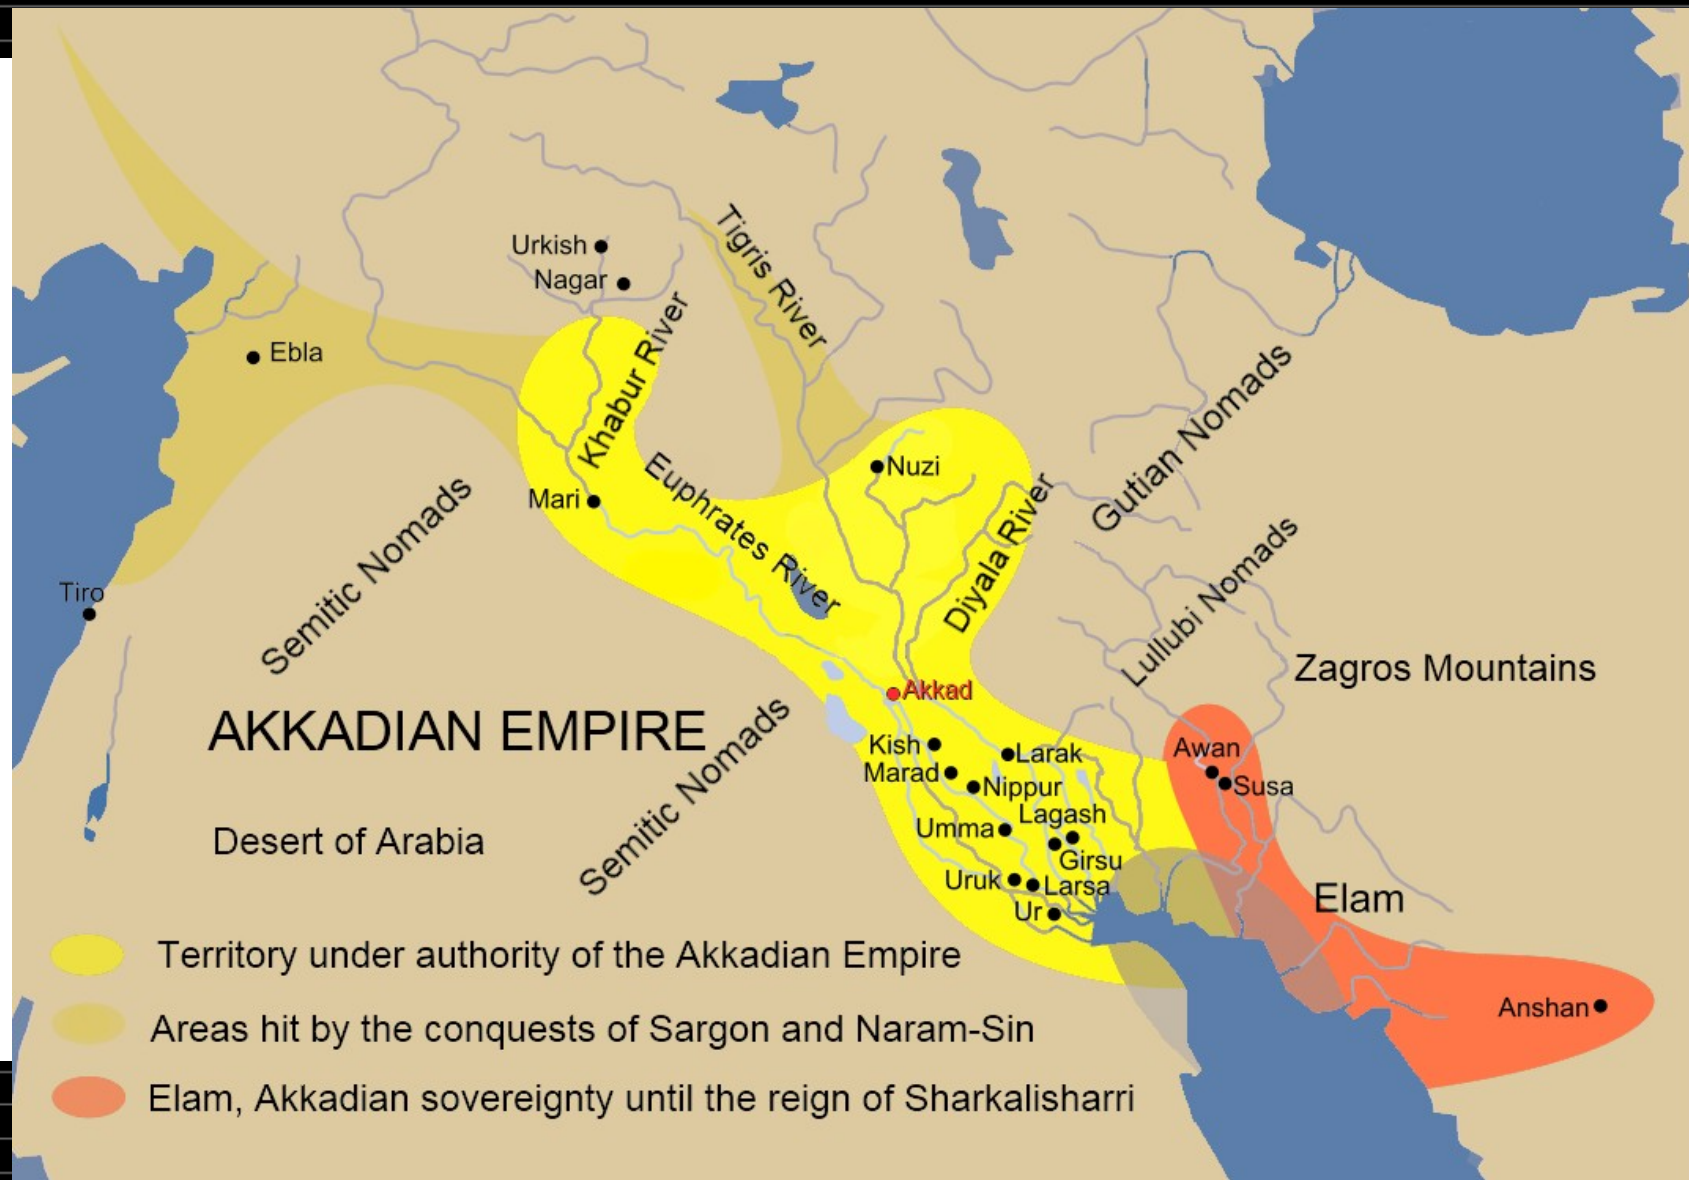 Urkish
Nagar
Tigris River
Khabur River
Ebla
Gutian Nomads
Nuzi
Mari
Euphrates River
Diyala River
Semitic Nomads
Lullubi Nomads
Tiro
Zagros Mountains
Akkad
AKKADIAN EMPIRE
Semitic Nomads
Kish
Larak
Awan
Marad
Nippur
Susa
Lagash
Umma
Desert of Arabia
Girsu
Uruk
Larsa
Elam
Ur
Territory under authority of the Akkadian Empire
Anshan
Areas hit by the conquests of Sargon and Naram-Sin
Elam, Akkadian sovereignty until the reign of Sharkalisharri